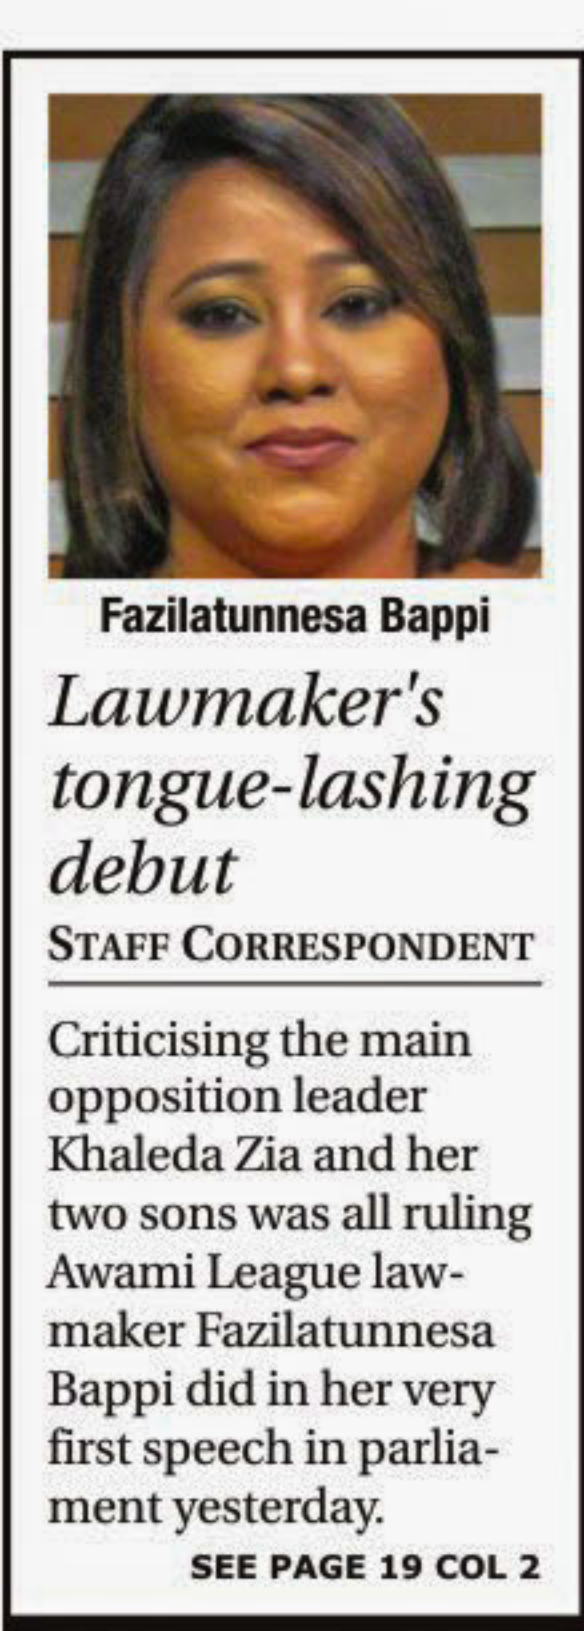 Fazilatunnesa Bappi
Lawmaker's
tongue-lashing
debut
STAFF CORRESPONDENT
Criticising the main
opposition leader
Khaleda Zia and her
two sons was all ruling
Awami League law-
maker Fazilatunnesa
Bappi did in her very
first speech in parlia-
ment yesterday.
SEE PAGE 19 COL 2